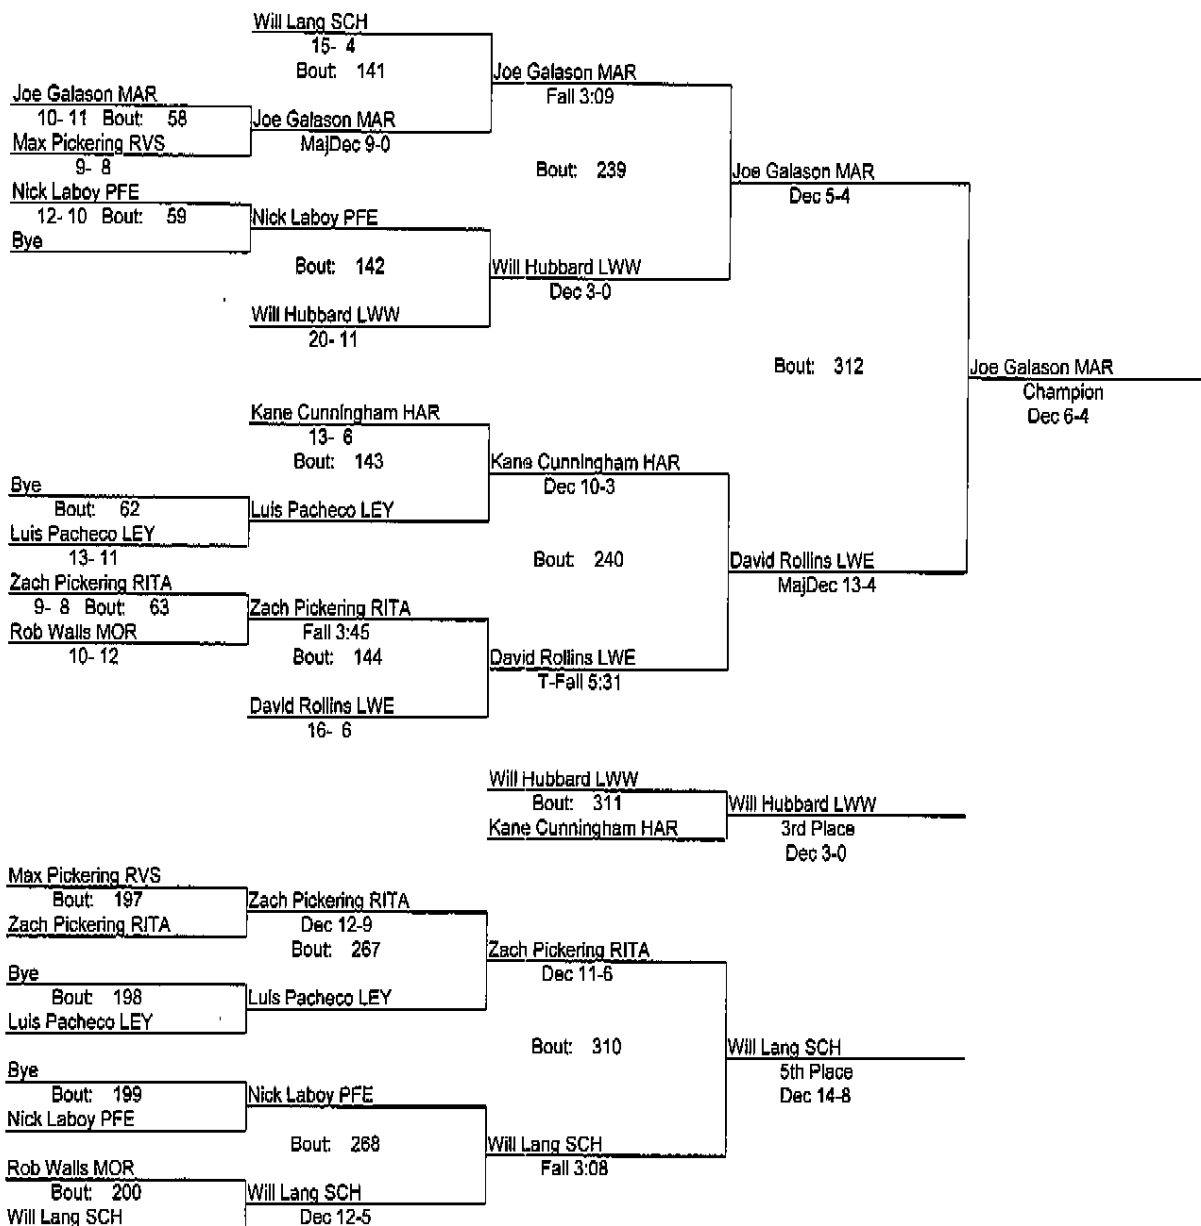 Will Lang SCH
15- 4
Bout: 141
Joe Galason MAR
Fall 3:09
Joe Galason MAR
10- 11 Bout: 58
Max Pickering RVS
9- 8
Joe Galason MAR
MajDec 9-0
Bout: 239
Joe Galason MAR
Dec 5-4
Nick Laboy PFE
12- 10 Bout: 59
Bye
Nick Laboy PFE
Bout: 142
Will Hubbard LWW
Dec 3-0
Will Hubbard LWW
20- 11
Bout: 312
Joe Galason MAR
Champion
Dec 6-4
Kane Cunningham HAR
13- 6
Bout: 143
Kane Cunningham HAR
Dec 10-3
Bye
Bout: 62
Luis Pacheco LEY
13- 11
Luis Pacheco LEY
Bout: 240
David Rollins LWE
MajDec 13-4
Zach Pickering RITA
9- 8 Bout: 63
Rob Walls MOR
10- 12
Zach Pickering RITA
Fall 3:45
Bout: 144
David Rollins LWE
T-Fall 5:31
David Rollins LWE
16- 6
Will Hubbard LWW
Bout: 311
Kane Cunningham HAR
Will Hubbard LWW
3rd Place
Dec 3-0
Max Pickering RVS
Bout: 197
Zach Pickering RITA
Zach Pickering RITA
Dec 12-9
Bout: 267
Zach Pickering RITA
Dec 11-6
Bye
Bout: 198
Luis Pacheco LEY
Luis Pacheco LEY
Bout: 310
Will Lang SCH
5th Place
Dec 14-8
Bye
Bout: 199
Nick Laboy PFE
Nick Laboy PFE
Bout: 268
Will Lang SCH
Fall 3:08
Rob Walls MOR
Bout: 200
Will Lang SCH
Will Lang SCH
Dec 12-5